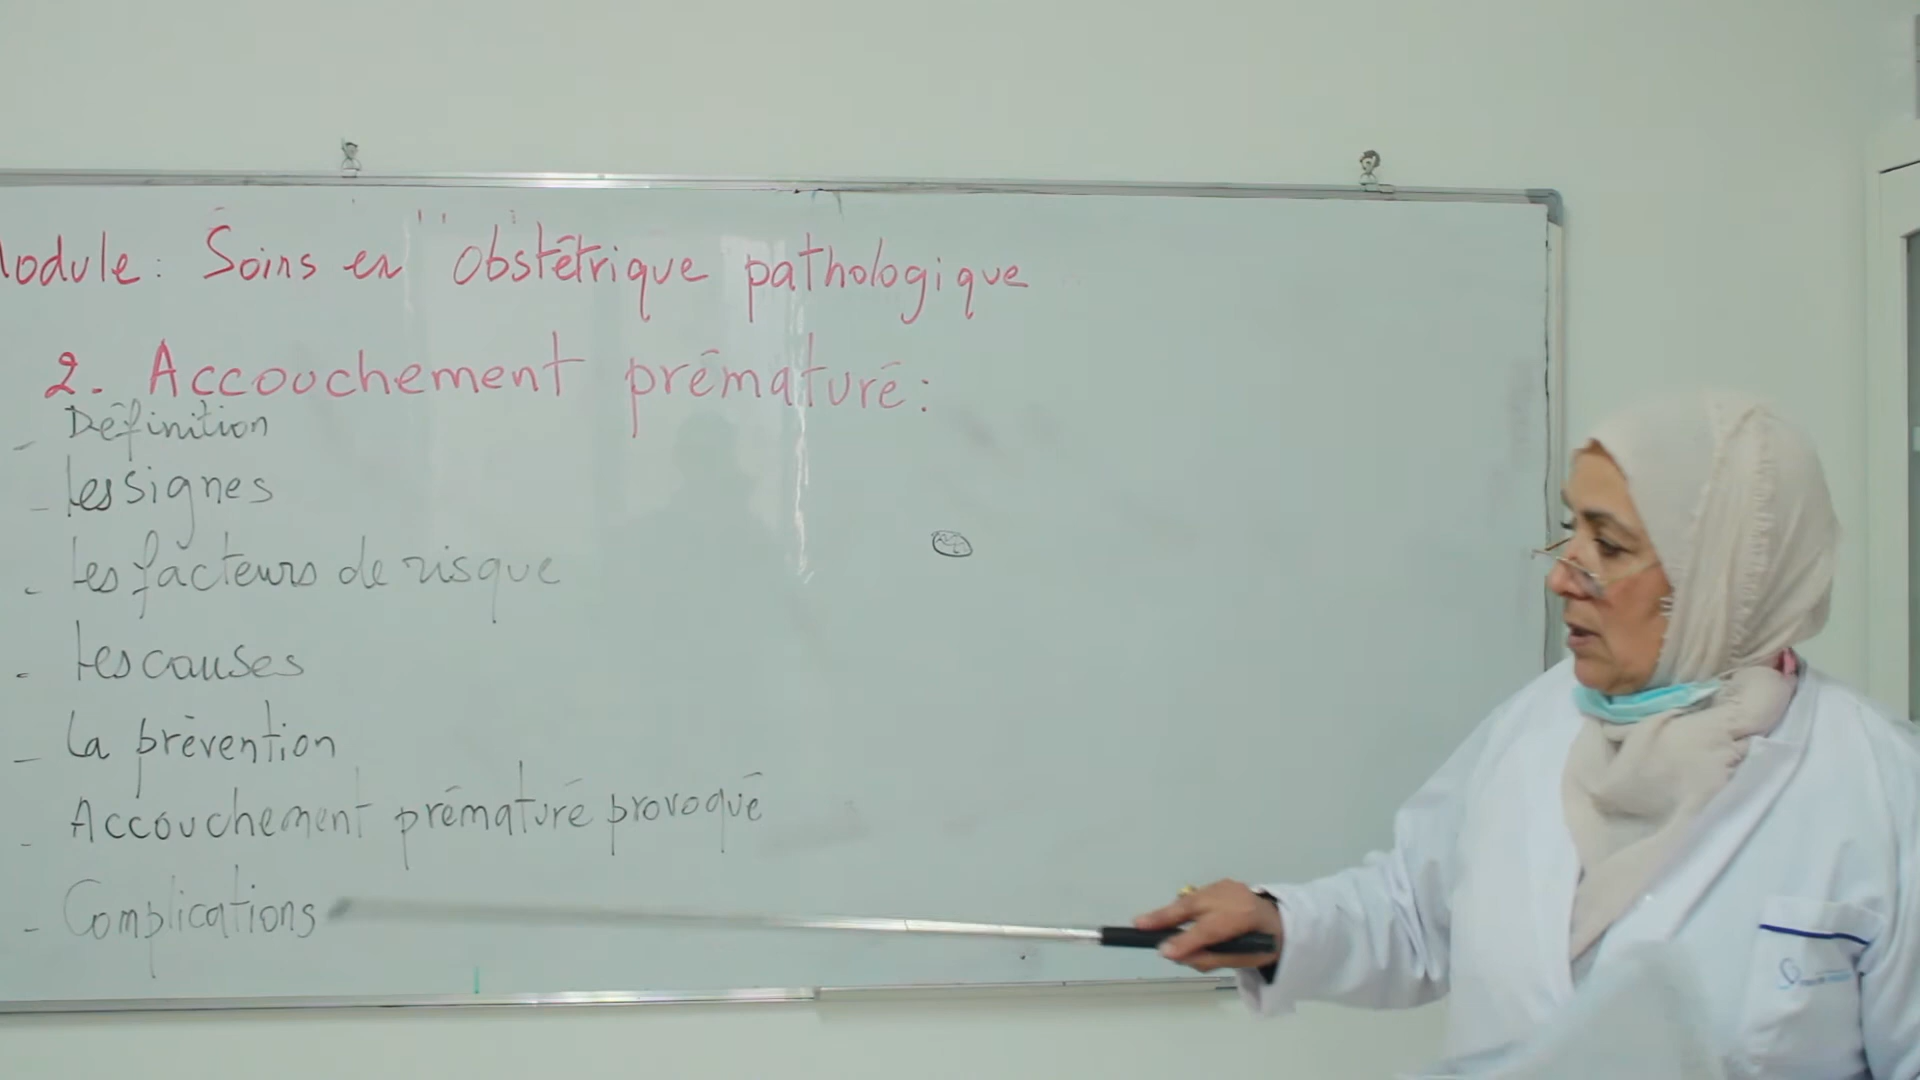 Module: Soins en "obstétrique pathologique
2. Accouchement prématuré:
- Définition
- Les signes
- Les facteurs de risque
- Les causes
- La prévention
- Accouchement prématuré provoqué
- Complications